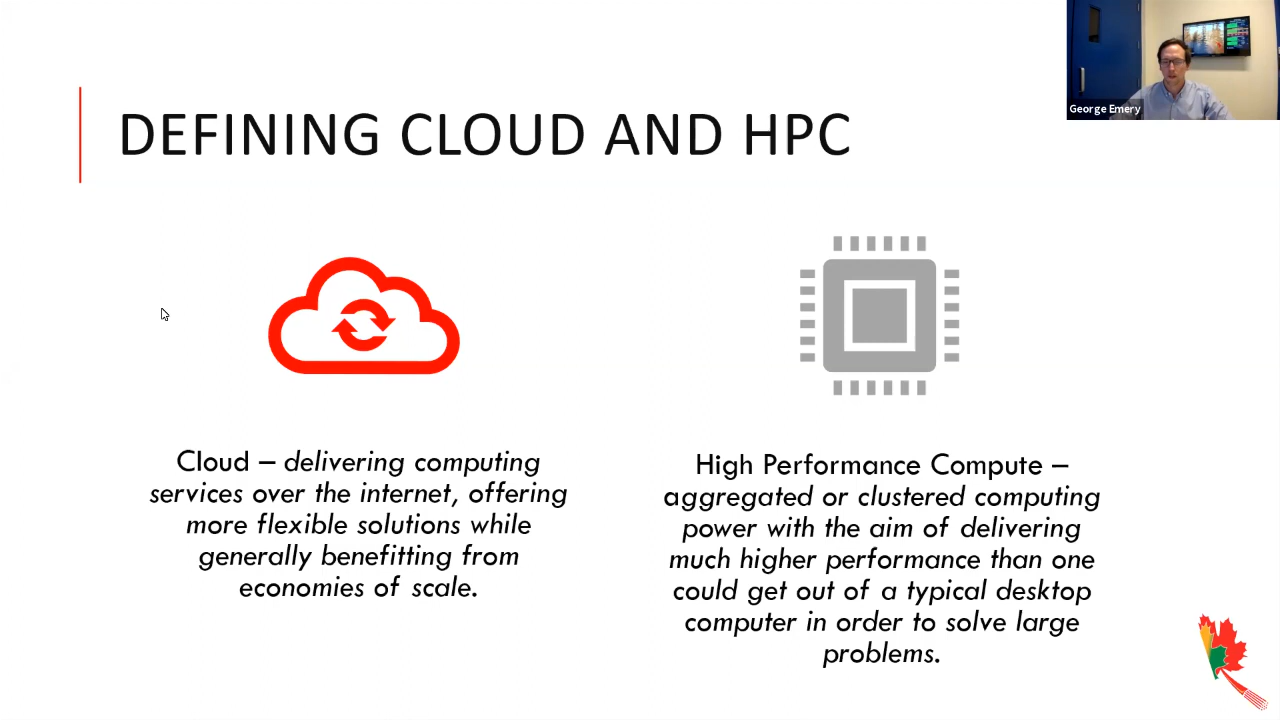 George Emery
DEFINING CLOUD AND HPC
Cloud – delivering computing
services over the internet, offering
more flexible solutions while
generally benefitting from
economies of scale.
High Performance Compute –
aggregated or clustered computing
power with the aim of delivering
much higher performance than one
could get out of a typical desktop
computer in order to solve large
problems.